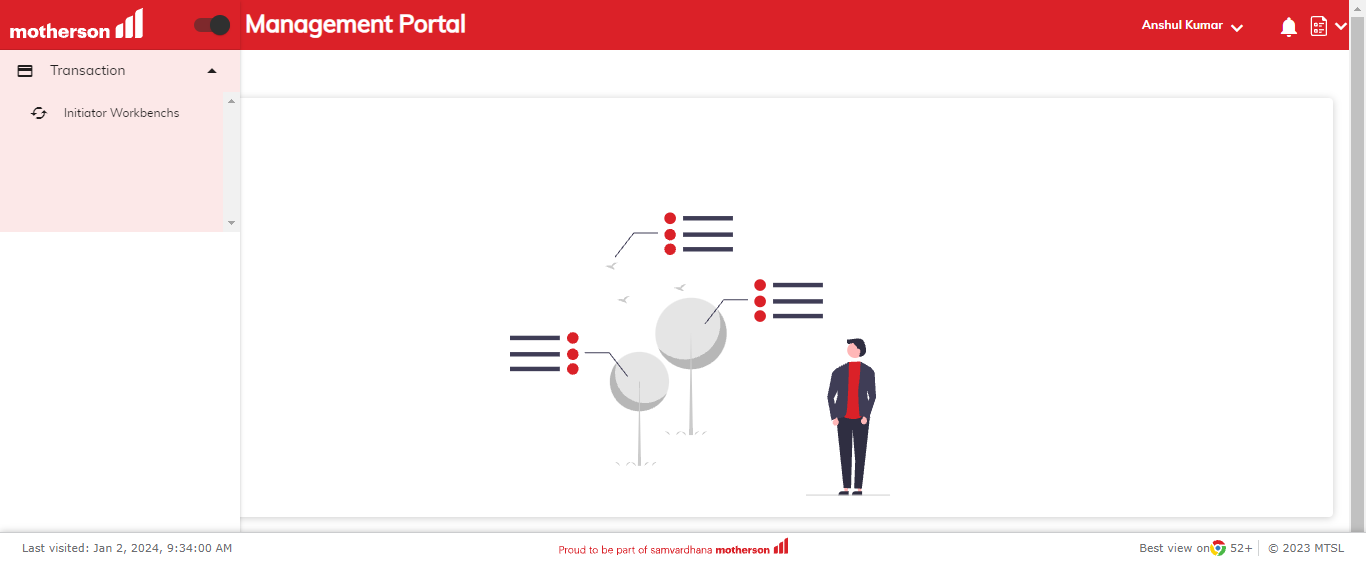 motherson
Management Portal
Anshul Kumar
Transaction
Initiator Workbenchs
Last visited: Jan 2, 2024, 9:34:00 AM
Proud to be part of samvardhana motherson
Best view on 52+
© 2023 MTSL